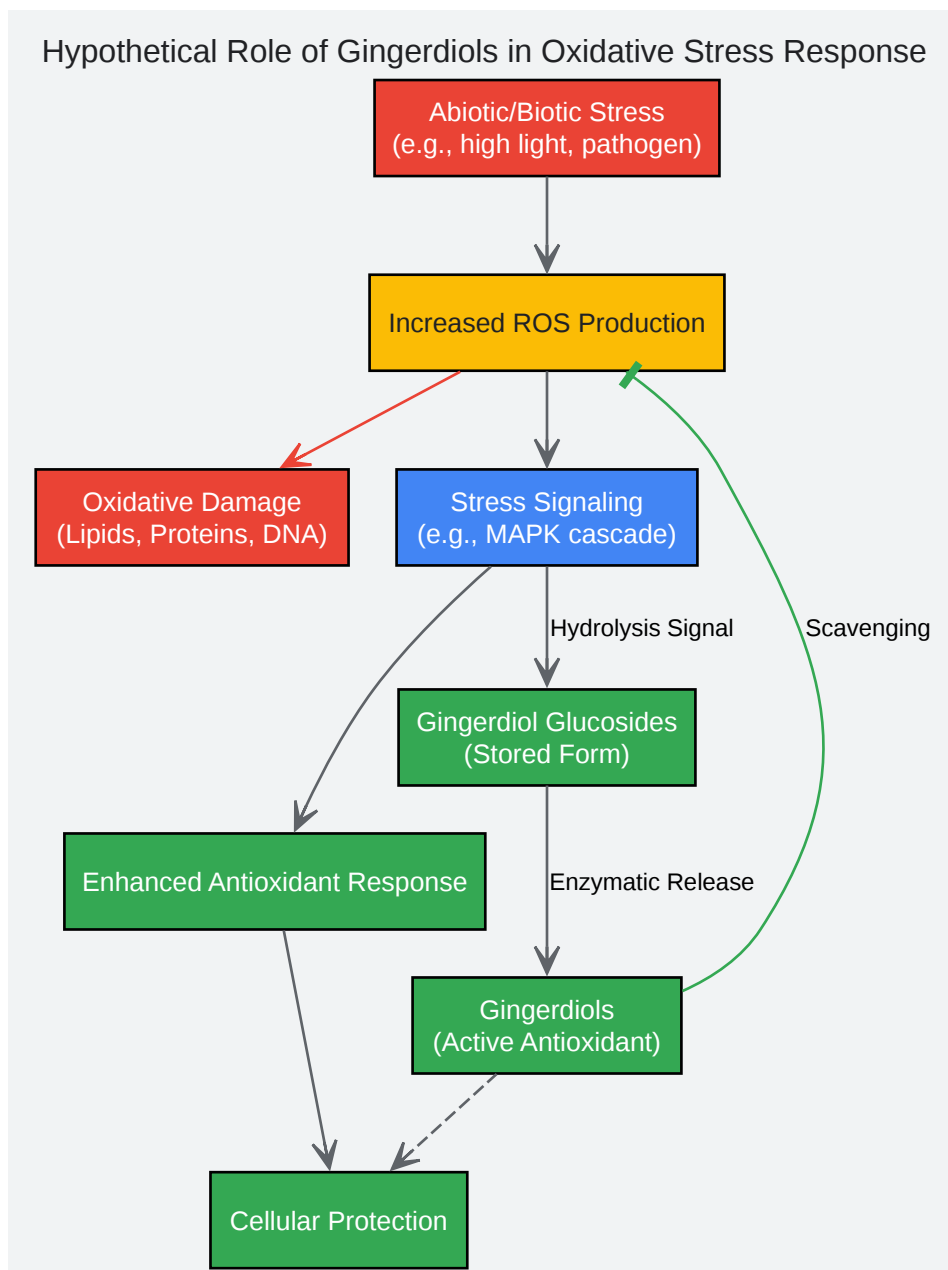 Hypothetical Role of Gingerdiols in Oxidative Stress Response
Abiotic/Biotic Stress
(e.g., high light, pathogen)
Increased ROS Production
Oxidative Damage
(Lipids, Proteins, DNA)
Stress Signaling
(e.g., MAPK cascade)
Hydrolysis Signal
Scavenging
Gingerdiol Glucosides
(Stored Form)
Enhanced Antioxidant Response
Enzymatic Release
Gingerdiols
(Active Antioxidant)
Cellular Protection